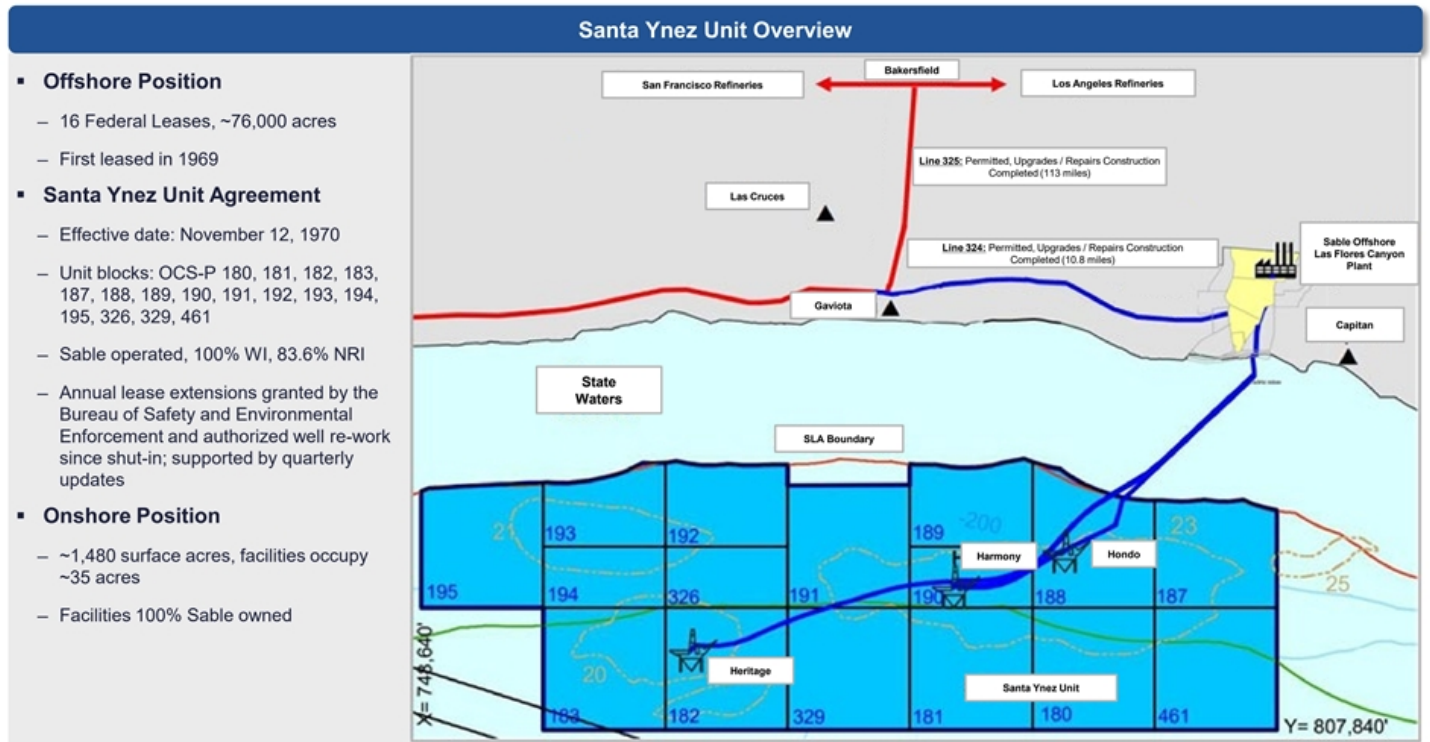 Santa Ynez Unit Overview
▪ Offshore Position
– 16 Federal Leases, ~76,000 acres
– First leased in 1969
▪ Santa Ynez Unit Agreement
– Effective date: November 12, 1970
– Unit blocks: OCS-P 180, 181, 182, 183,
187, 188, 189, 190, 191, 192, 193, 194,
195, 326, 329, 461
– Sable operated, 100% WI, 83.6% NRI
– Annual lease extensions granted by the
Bureau of Safety and Environmental
Enforcement and authorized well re-work
since shut-in; supported by quarterly
updates
▪ Onshore Position
– ~1,480 surface acres, facilities occupy
~35 acres
– Facilities 100% Sable owned
Bakersfield
San Francisco Refineries
Los Angeles Refineries
Line 325: Permitted, Upgrades / Repairs Construction
Completed (113 miles)
Las Cruces
Line 324: Permitted, Upgrades / Repairs Construction
Completed (10.8 miles)
Sable Offshore
Las Flores Canyon
Plant
Gaviota
Capitan
State
Waters
SLA Boundary
21
193
192
189
-200
23
Harmony
Hondo
25
195
194
326
191
190
188
187
20
Heritage
Santa Ynez Unit
183
182
329
181
180
461
X= 748,640'
Y= 807,840'